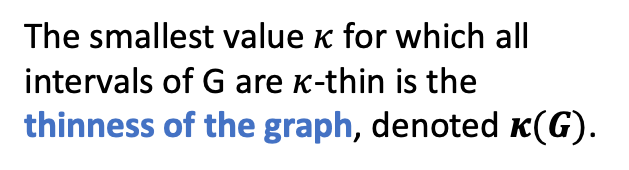 The smallest value κ for which all
intervals of G are κ-thin is the
thinness of the graph, denoted κ(G).